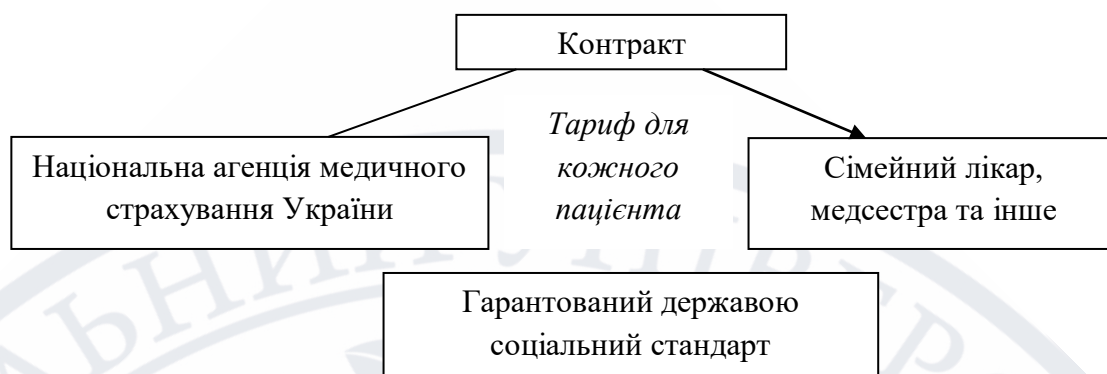 Контракт
Тариф для
кожного
пацієнта
Національна агенція медичного
страхування України
Сімейний лікар,
медсестра та інше
Гарантований державою
соціальний стандарт